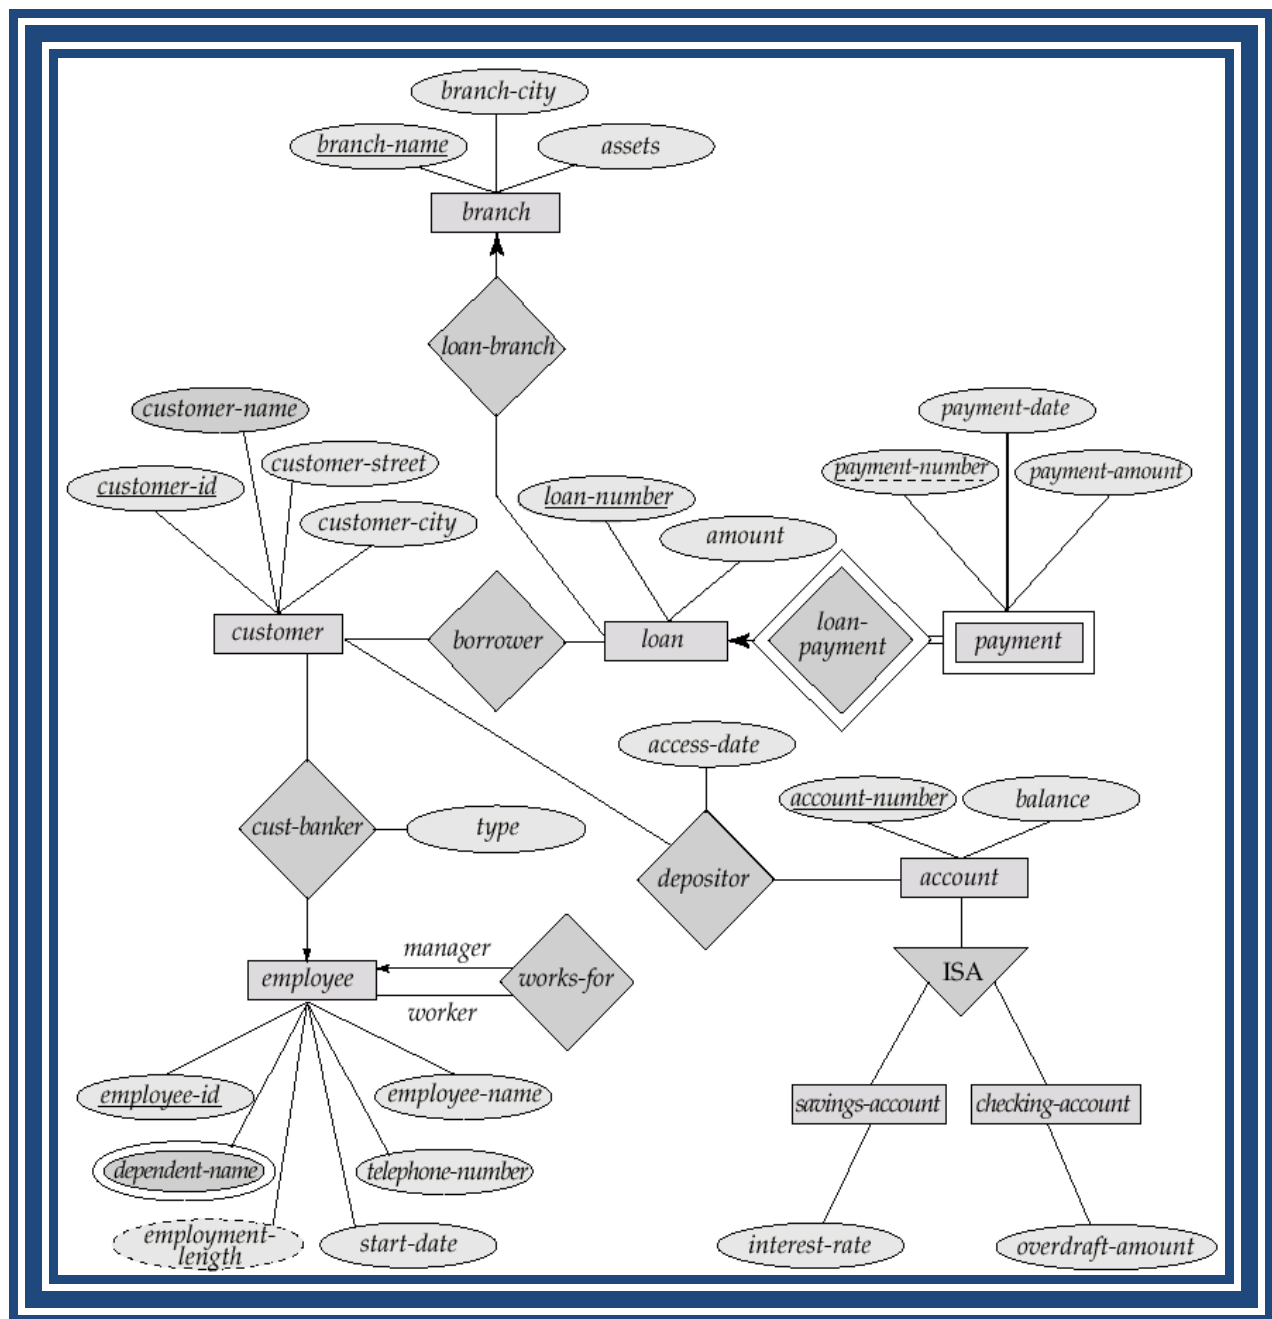 branch-city
branch-name
assets
branch
loan-branch
customer-name
payment-date
customer-street
payment-number
payment-amount
customer-id
loan-number
customer-city
amount
customer
borrower
loan
loan-
payment
payment
access-date
account-number
balance
cust-banker
type
depositor
account
manager
employee
works-for
ISA
worker
employee-id
employee-name
savings-account
checking-account
dependent-name
telephone-number
employment-
length
start-date
interest-rate
overdraft-amount